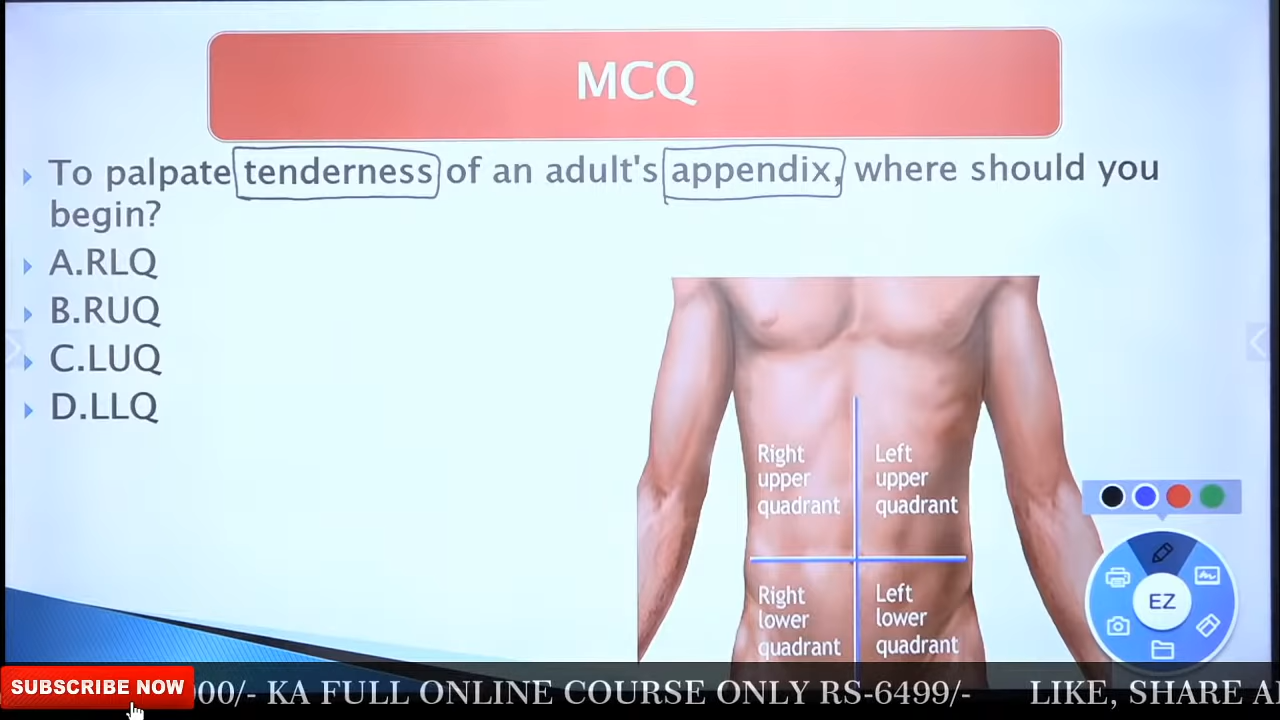 MCQ
To palpate tenderness of an adult's appendix, where should you
begin?
A.RLQ
B.RUQ
C.LUQ
D.LLQ
Right
upper
quadrant
Left
upper
quadrant
Right
lower
quadrant
Left
lower
quadrant
EZ
SUBSCRIBE NOW
00/- KA FULL ONLINE COURSE ONLY RS-6499/- LIKE, SHARE